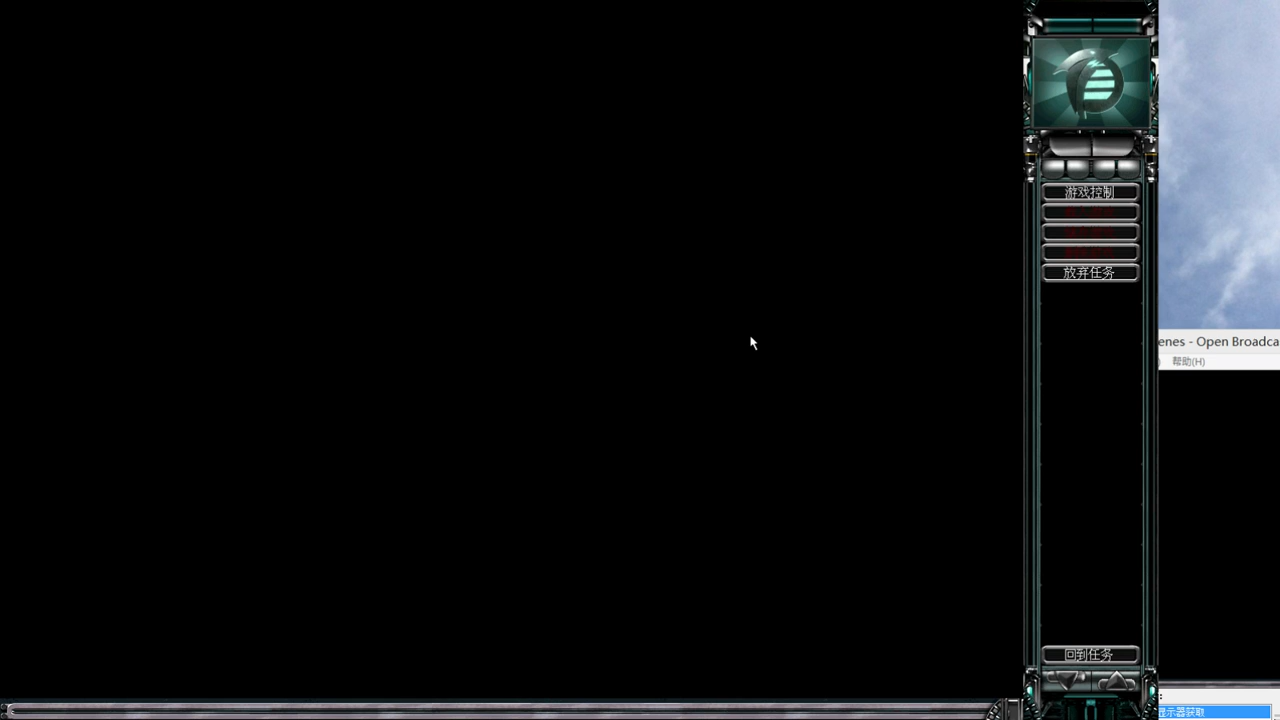 游戏控制
放弃任务
enes - Open Broadca
) 帮助(H)
回到任务
:
显示器获取